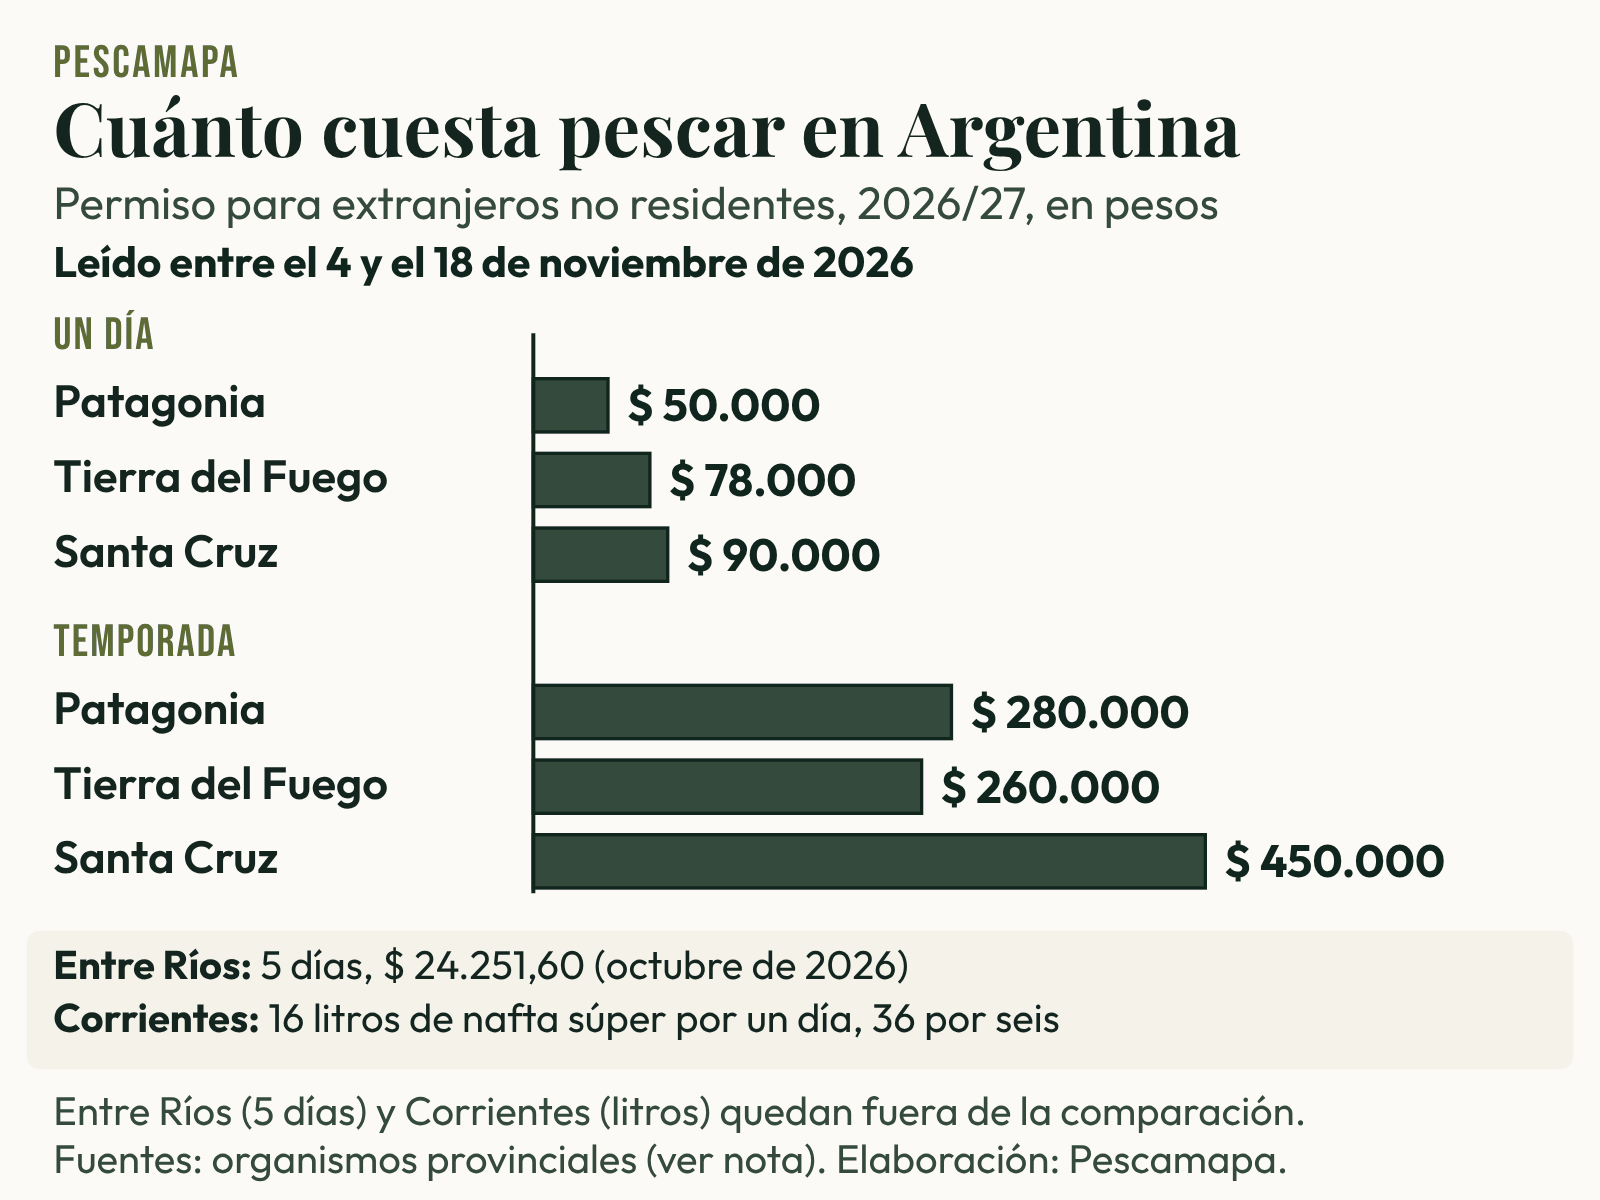 PESCAMAPA
Cuánto cuesta pescar en Argentina
Permiso para extranjeros no residentes, 2026/27, en pesos
Leído entre el 4 y el 18 de noviembre de 2026
UN DÍA
Patagonia $ 50.000
Tierra del Fuego $ 78.000
Santa Cruz $ 90.000
TEMPORADA
Patagonia $ 280.000
Tierra del Fuego $ 260.000
Santa Cruz $ 450.000
Entre Ríos: 5 días, $ 24.251,60 (octubre de 2026)
Corrientes: 16 litros de nafta súper por un día, 36 por seis
Entre Ríos (5 días) y Corrientes (litros) quedan fuera de la comparación.
Fuentes: organismos provinciales (ver nota). Elaboración: Pescamapa.